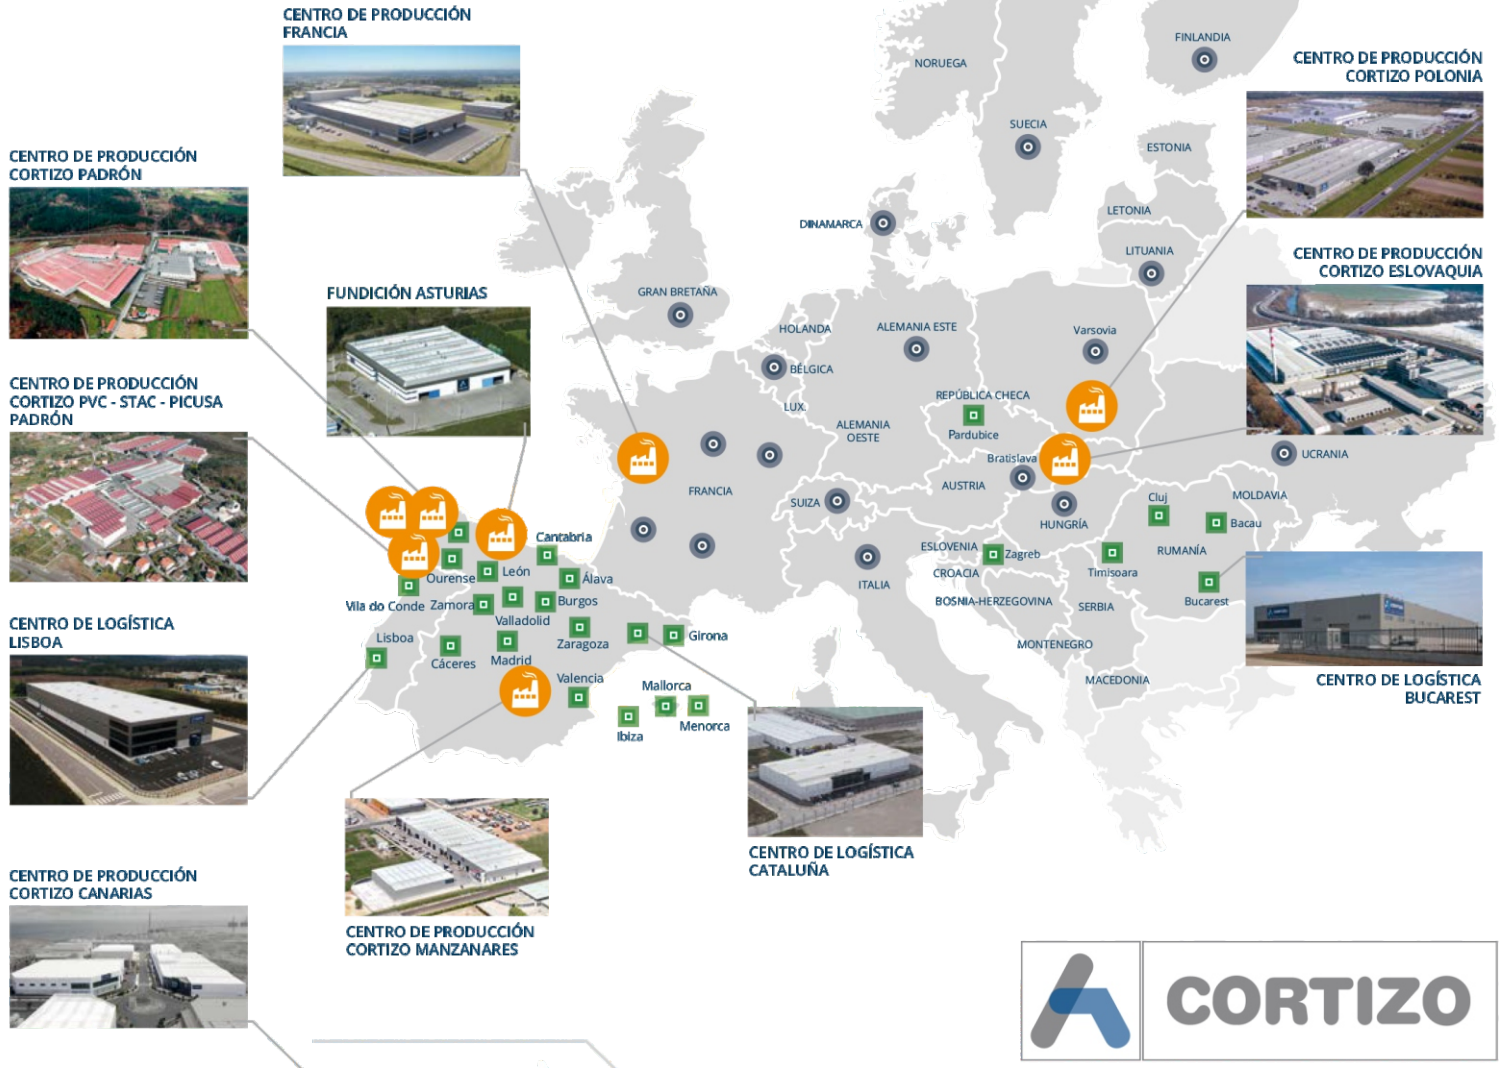 CENTRO DE PRODUCCIÓN
FRANCIA
CENTRO DE PRODUCCIÓN
CORTIZO PADRÓN
FUNDICIÓN ASTURIAS
CENTRO DE PRODUCCIÓN
CORTIZO PVC - STAC - PICUSA
PADRÓN
CENTRO DE LOGÍSTICA
LISBOA
CENTRO DE PRODUCCIÓN
CORTIZO CANARIAS
CENTRO DE PRODUCCIÓN
CORTIZO MANZANARES
CENTRO DE LOGÍSTICA
CATALUÑA
CENTRO DE PRODUCCIÓN
CORTIZO POLONIA
CENTRO DE PRODUCCIÓN
CORTIZO ESLOVAQUIA
CENTRO DE LOGÍSTICA
BUCAREST
NORUEGA
FINLANDIA
SUECIA
ESTONIA
LETONIA
LITUANIA
DINAMARCA
GRAN BRETAÑA
HOLANDA
ALEMANIA ESTE
Varsovia
BÉLGICA
LUX.
REPÚBLICA CHECA
Pardubice
ALEMANIA
OESTE
Bratislava
UCRANIA
AUSTRIA
FRANCIA
SUIZA
HUNGRÍA
Cluj
MOLDAVIA
Bacau
ESLOVENIA
Zagreb
RUMANÍA
CROACIA
Timisoara
ITALIA
BOSNIA-HERZEGOVINA
SERBIA
Bucarest
MONTENEGRO
MACEDONIA
Cantabria
Ourense
León
Álava
Vila do Conde
Zamora
Burgos
Valladolid
Lisboa
Zaragoza
Girona
Cáceres
Madrid
Valencia
Mallorca
Menorca
Ibiza
CORTIZO